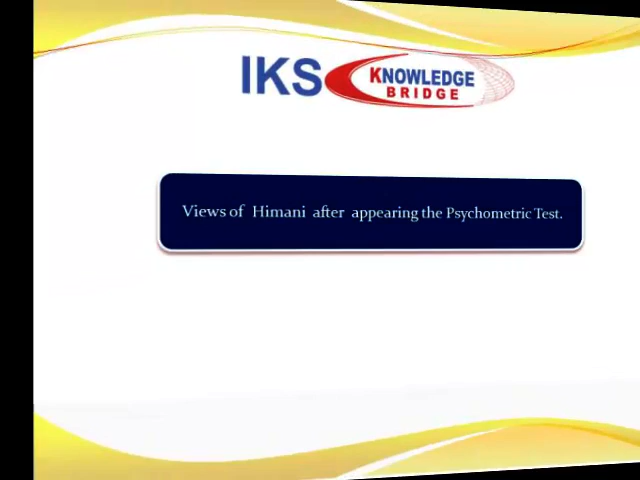 IKS KNOWLEDGE
BRIDGE
Views of Himani after appearing the Psychometric Test.